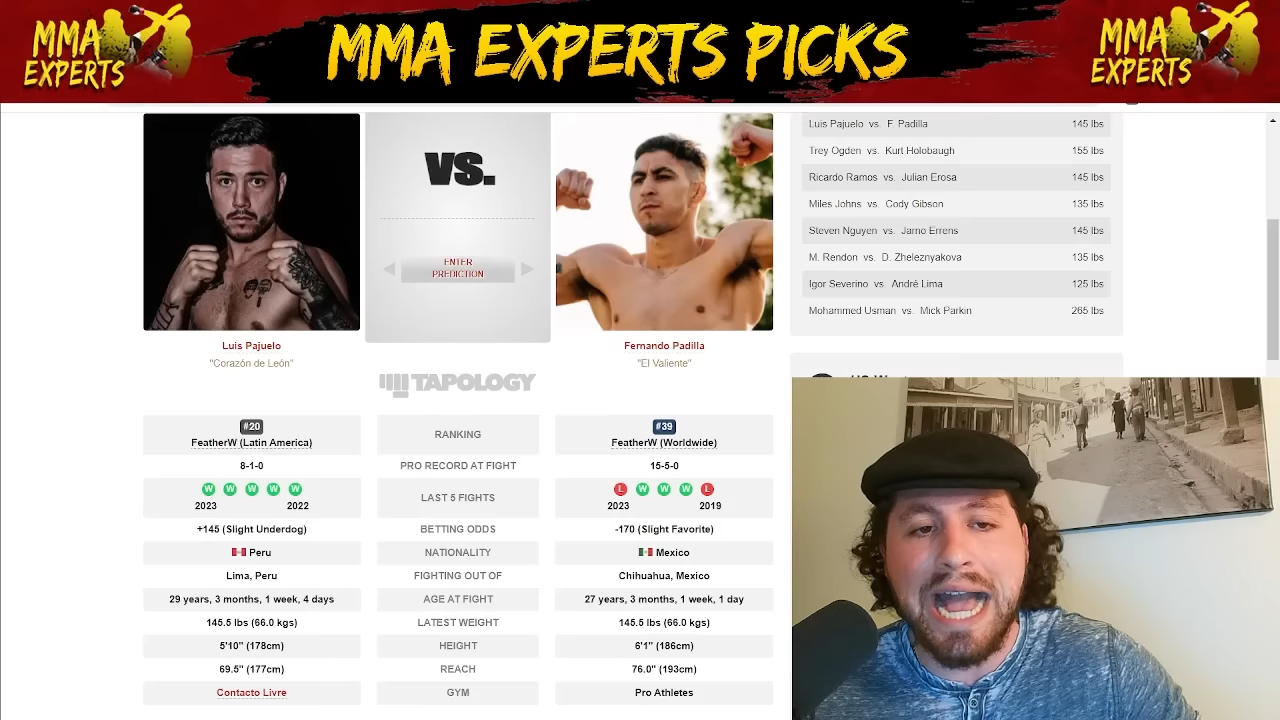 MMA EXPERTS
MMA EXPERTS PICKS
MMA EXPERTS
VS.
ENTER PREDICTION
Luis Pajuelo
"Corazón de León"
Fernando Padilla
"El Valiente"
TAPOLOGY
#20
FeatherW (Latin America)
RANKING
#39
FeatherW (Worldwide)
8-1-0 PRO RECORD AT FIGHT 15-5-0
W W W W W LAST 5 FIGHTS L W W W L
2023 2022 2023 2019
+145 (Slight Underdog) BETTING ODDS -170 (Slight Favorite)
Peru NATIONALITY Mexico
Lima, Peru FIGHTING OUT OF Chihuahua, Mexico
29 years, 3 months, 1 week, 4 days AGE AT FIGHT 27 years, 3 months, 1 week, 1 day
145.5 lbs (66.0 kgs) LATEST WEIGHT 145.5 lbs (66.0 kgs)
5'10" (178cm) HEIGHT 6'1" (186cm)
69.5" (177cm) REACH 76.0" (193cm)
Contacto Livre GYM Pro Athletes
Luis Pajuelo vs. F. Padilla 145 lbs
Trey Ogden vs. Kurt Holobaugh 155 lbs
Ricardo Ramos vs. Julian Erosa 145 lbs
Miles Johns vs. Cody Gibson 135 lbs
Steven Nguyen vs. Jarno Errens 145 lbs
M. Rendon vs. D. Zheleznyakova 135 lbs
Igor Severino vs. André Lima 125 lbs
Mohammed Usman vs. Mick Parkin 265 lbs